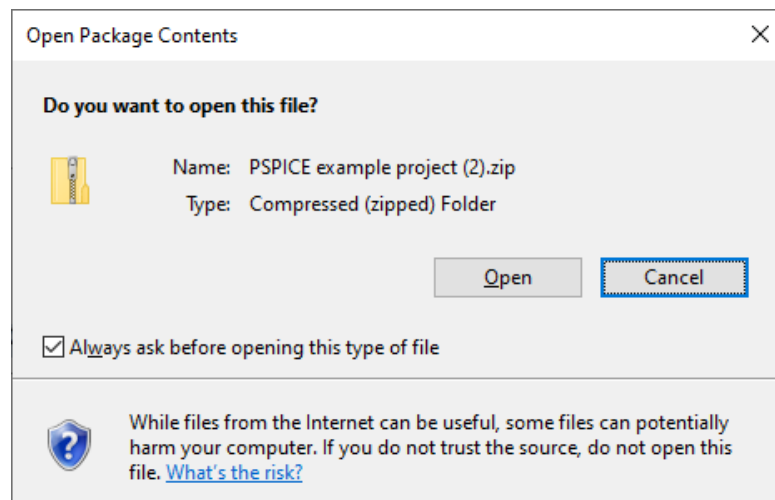 Open Package Contents
Do you want to open this file?
Name: PSPICE example project (2).zip
Type: Compressed (zipped) Folder
Open Cancel
Always ask before opening this type of file
While files from the Internet can be useful, some files can potentially
harm your computer. If you do not trust the source, do not open this
file. What's the risk?